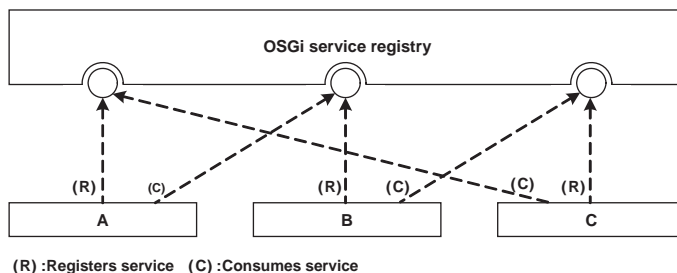 OSGi service registry
(R) (C) (R) (C) (C) (R)
A B C
(R) :Registers service (C) :Consumes service